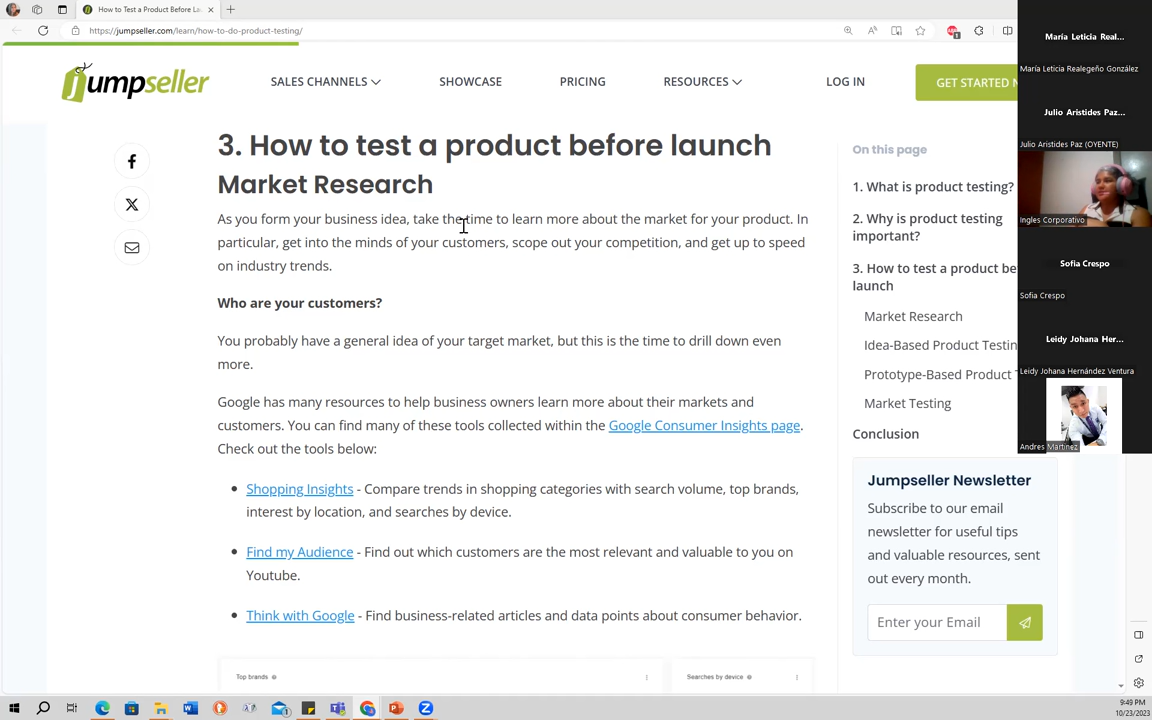 How to Test a Product Before La
https://jumpseller.com/learn/how-to-do-product-testing/
jumpseller
SALES CHANNELS
SHOWCASE
PRICING
RESOURCES
LOG IN
GET STARTED
3. How to test a product before launch
Market Research
As you form your business idea, take the time to learn more about the market for your product. In
particular, get into the minds of your customers, scope out your competition, and get up to speed
on industry trends.
Who are your customers?
You probably have a general idea of your target market, but this is the time to drill down even
more.
Google has many resources to help business owners learn more about their markets and
customers. You can find many of these tools collected within the Google Consumer Insights page.
Check out the tools below:
Shopping Insights - Compare trends in shopping categories with search volume, top brands,
interest by location, and searches by device.
Find my Audience - Find out which customers are the most relevant and valuable to you on
Youtube.
Think with Google - Find business-related articles and data points about consumer behavior.
Top brands
Searches by device
On this page
1. What is product testing?
2. Why is product testing
important?
3. How to test a product be
launch
Market Research
Idea-Based Product Testin
Prototype-Based Product
Market Testing
Conclusion
Jumpseller Newsletter
Subscribe to our email
newsletter for useful tips
and valuable resources, sent
out every month.
Enter your Email
María Leticia Real...
María Leticia Realegeño González
Julio Aristides Paz...
Julio Aristides Paz (OYENTE)
Ingles Corporativo
Sofia Crespo
Sofia Crespo
Leidy Johana Her...
Leidy Johana Hernández Ventura
Andres Martinez
9:49 PM
10/23/2023